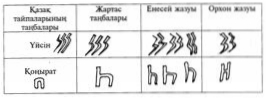 Қазақ тайпаларының таңбалары
Жартас таңбалары
Енесей жазуы
Орхон жазуы
Үйсін
Қоңырат